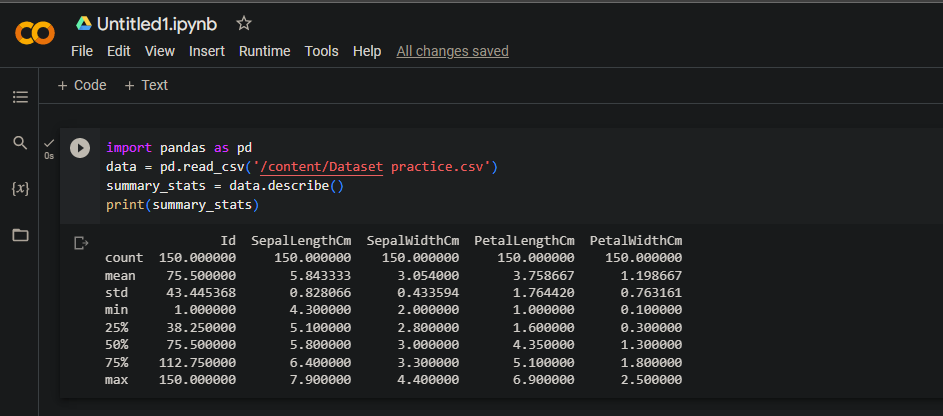 Untitled1.ipynb
File Edit View Insert Runtime Tools Help All changes saved
+ Code + Text
{x}
0s
import pandas as pd
data = pd.read_csv('/content/Dataset practice.csv')
summary_stats = data.describe()
print(summary_stats)
Id SepalLengthCm SepalWidthCm PetalLengthCm PetalWidthCm
count 150.000000 150.000000 150.000000 150.000000 150.000000
mean 75.500000 5.843333 3.054000 3.758667 1.198667
std 43.445368 0.828066 0.433594 1.764420 0.763161
min 1.000000 4.300000 2.000000 1.000000 0.100000
25% 38.250000 5.100000 2.800000 1.600000 0.300000
50% 75.500000 5.800000 3.000000 4.350000 1.300000
75% 112.750000 6.400000 3.300000 5.100000 1.800000
max 150.000000 7.900000 4.400000 6.900000 2.500000